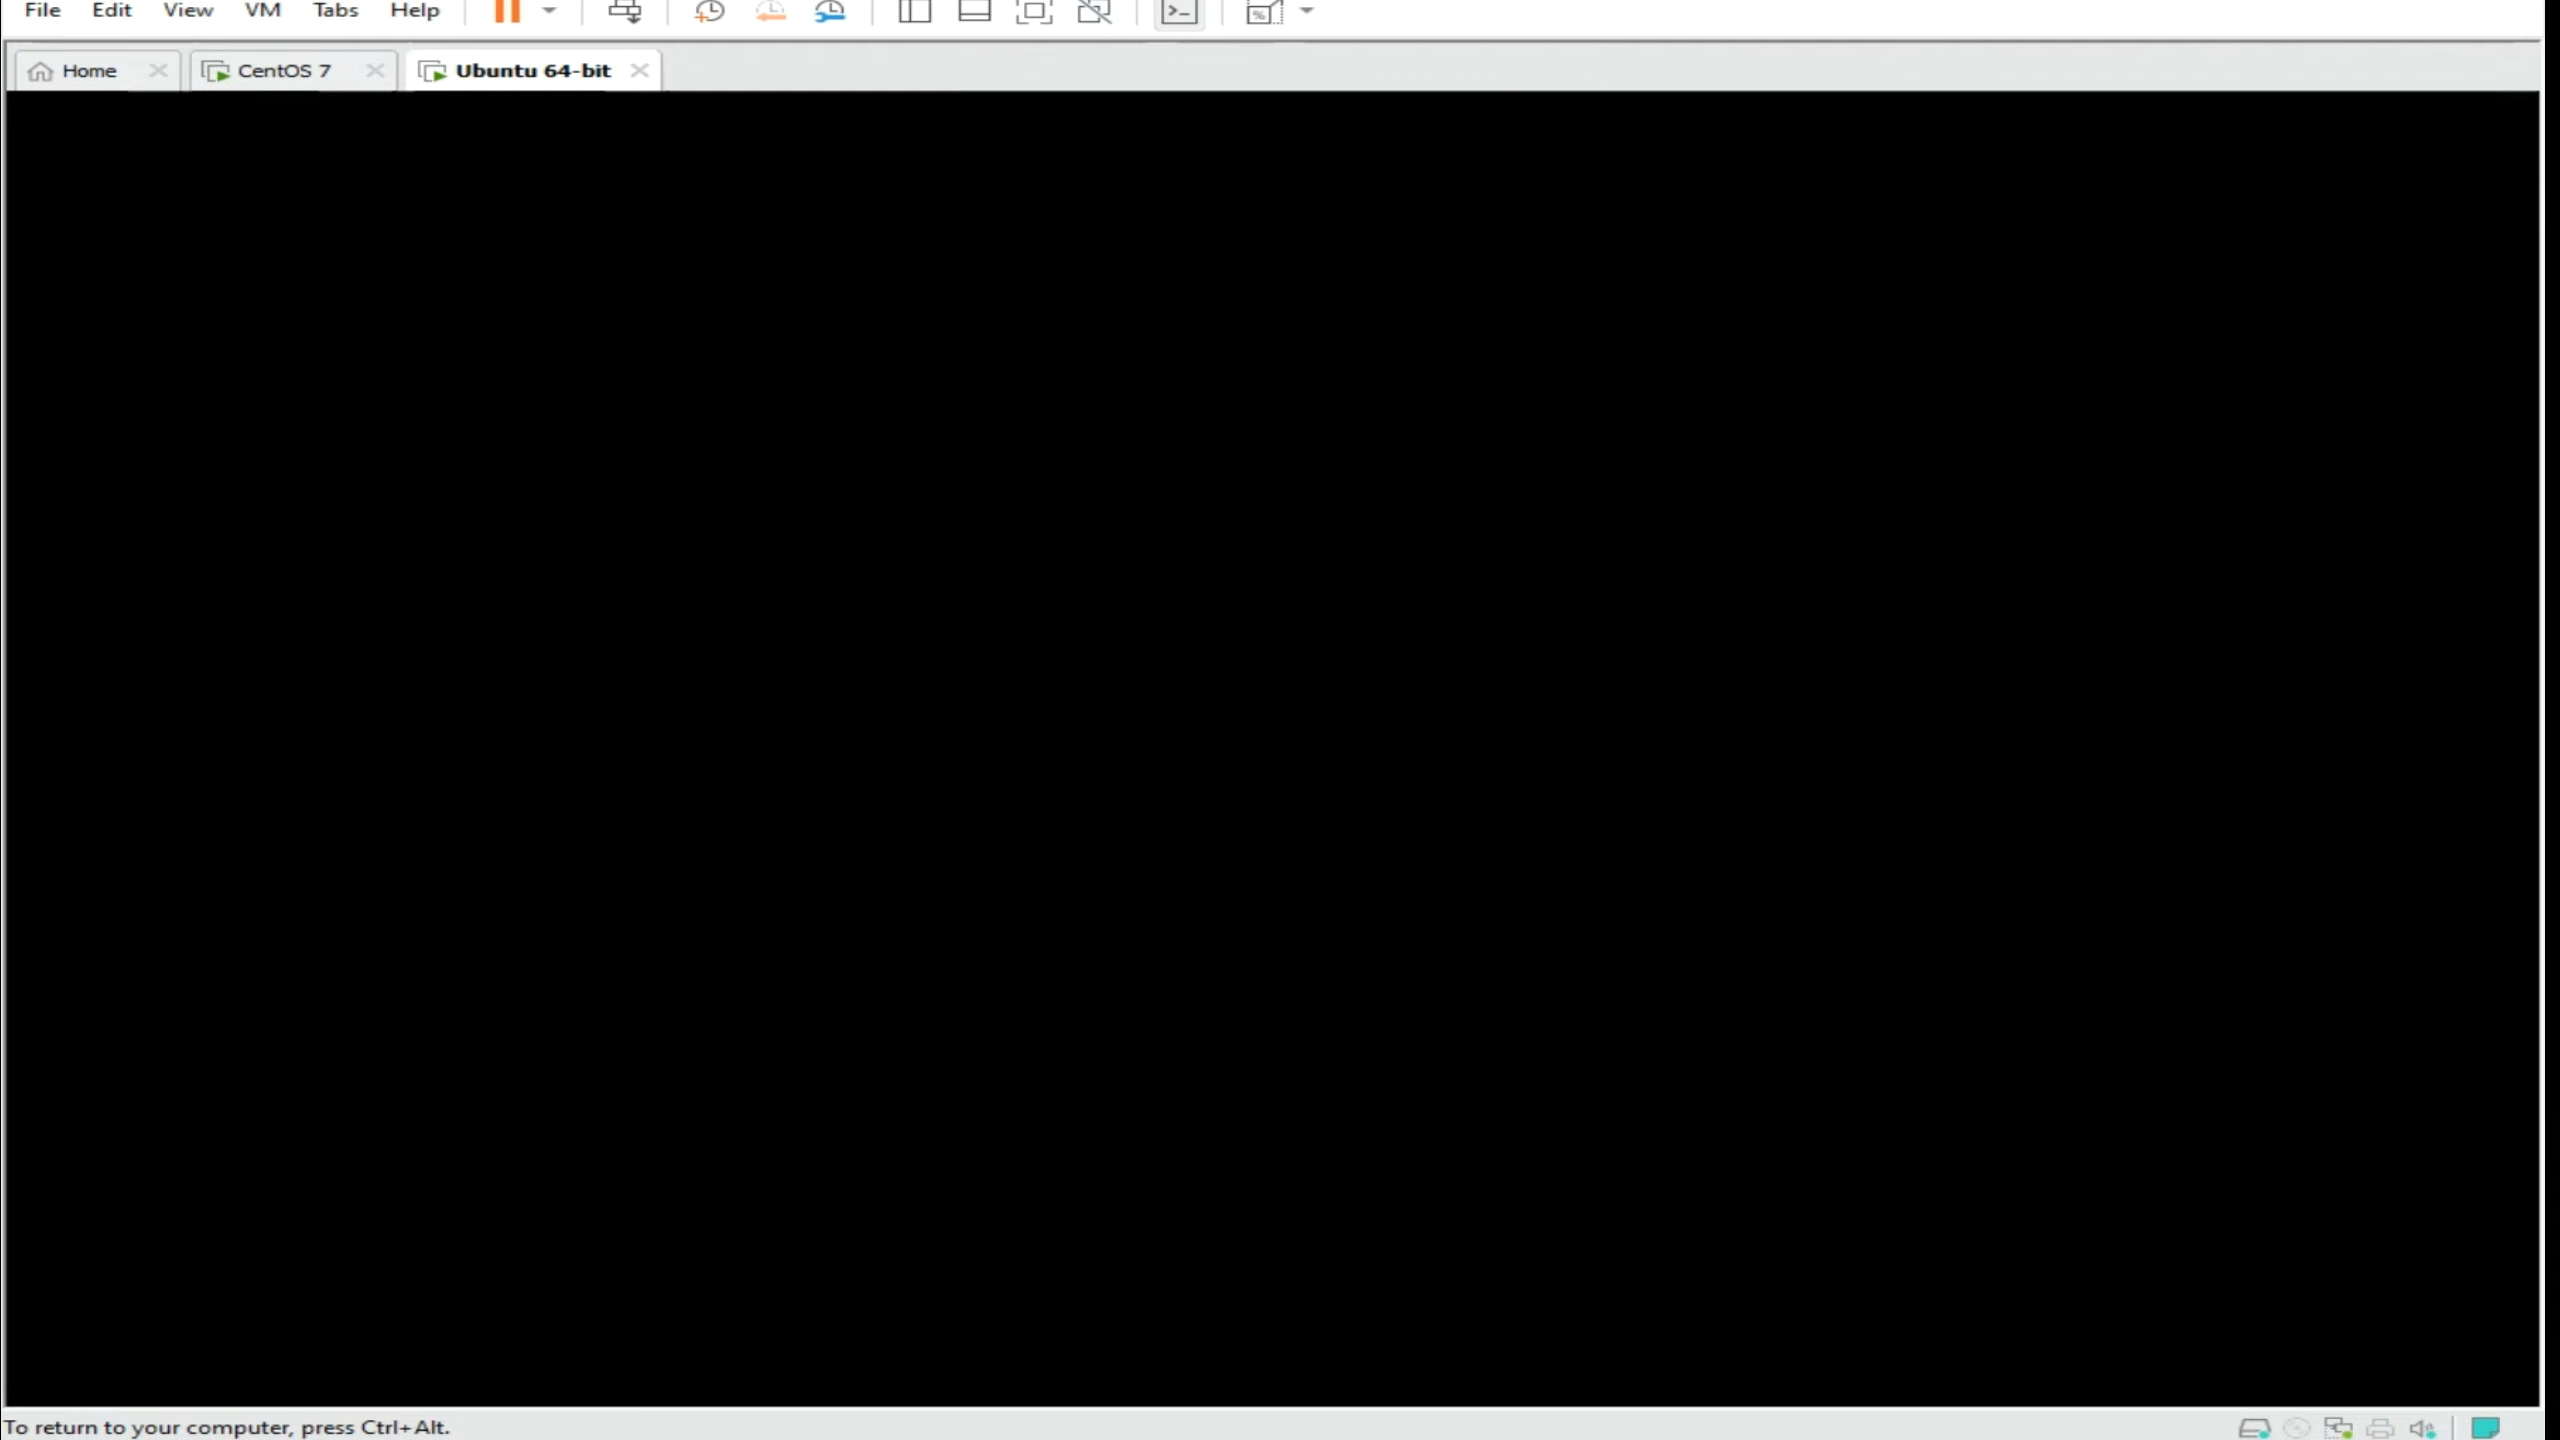 File Edit View VM Tabs Help
Home CentOS 7 Ubuntu 64-bit
To return to your computer, press Ctrl+Alt.